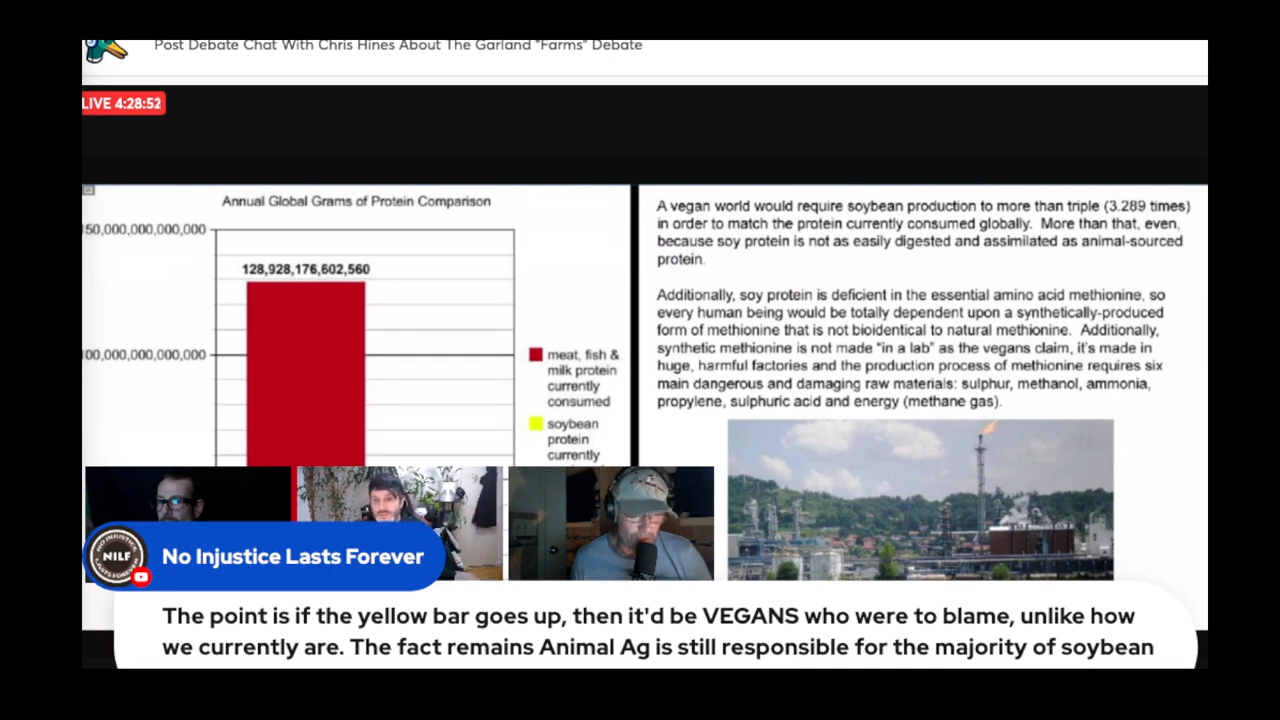 Post Debate Chat With Chris Hines About The Garland "Farms" Debate
LIVE 4:28:52
Annual Global Grams of Protein Comparison
50,000,000,000,000
128,928,176,602,560
00,000,000,000,000
meat, fish &
milk protein
currently
consumed
soybean
protein
currently
A vegan world would require soybean production to more than triple (3.289 times)
in order to match the protein currently consumed globally. More than that, even,
because soy protein is not as easily digested and assimilated as animal-sourced
protein.
Additionally, soy protein is deficient in the essential amino acid methionine, so
every human being would be totally dependent upon a synthetically-produced
form of methionine that is not bioidentical to natural methionine. Additionally,
synthetic methionine is not made "in a lab" as the vegans claim, it's made in
huge, harmful factories and the production process of methionine requires six
main dangerous and damaging raw materials: sulphur, methanol, ammonia,
propylene, sulphuric acid and energy (methane gas).
NO INJUSTICE
NILF
LASTS FOREVER
No Injustice Lasts Forever
The point is if the yellow bar goes up, then it'd be VEGANS who were to blame, unlike how
we currently are. The fact remains Animal Ag is still responsible for the majority of soybean